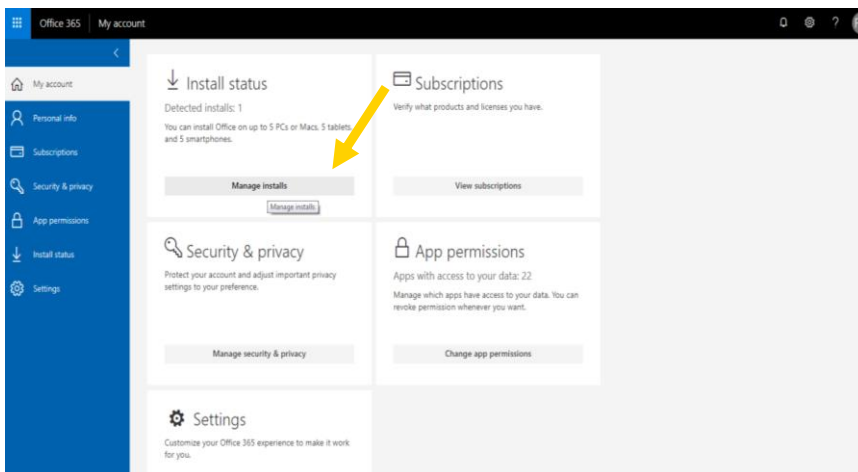 Office 365 My account
My account
Personal info
Subscriptions
Security & privacy
App permissions
Install status
Settings
Install status
Detected installs: 1
You can install Office on up to 5 PCs or Macs, 5 tablets,
and 5 smartphones.
Manage installs
Manage installs
Subscriptions
Verify what products and licenses you have.
View subscriptions
Security & privacy
Protect your account and adjust important privacy
settings to your preference.
Manage security & privacy
App permissions
Apps with access to your data: 22
Manage which apps have access to your data. You can
revoke permission whenever you want.
Change app permissions
Settings
Customize your Office 365 experience to make it work
for you.